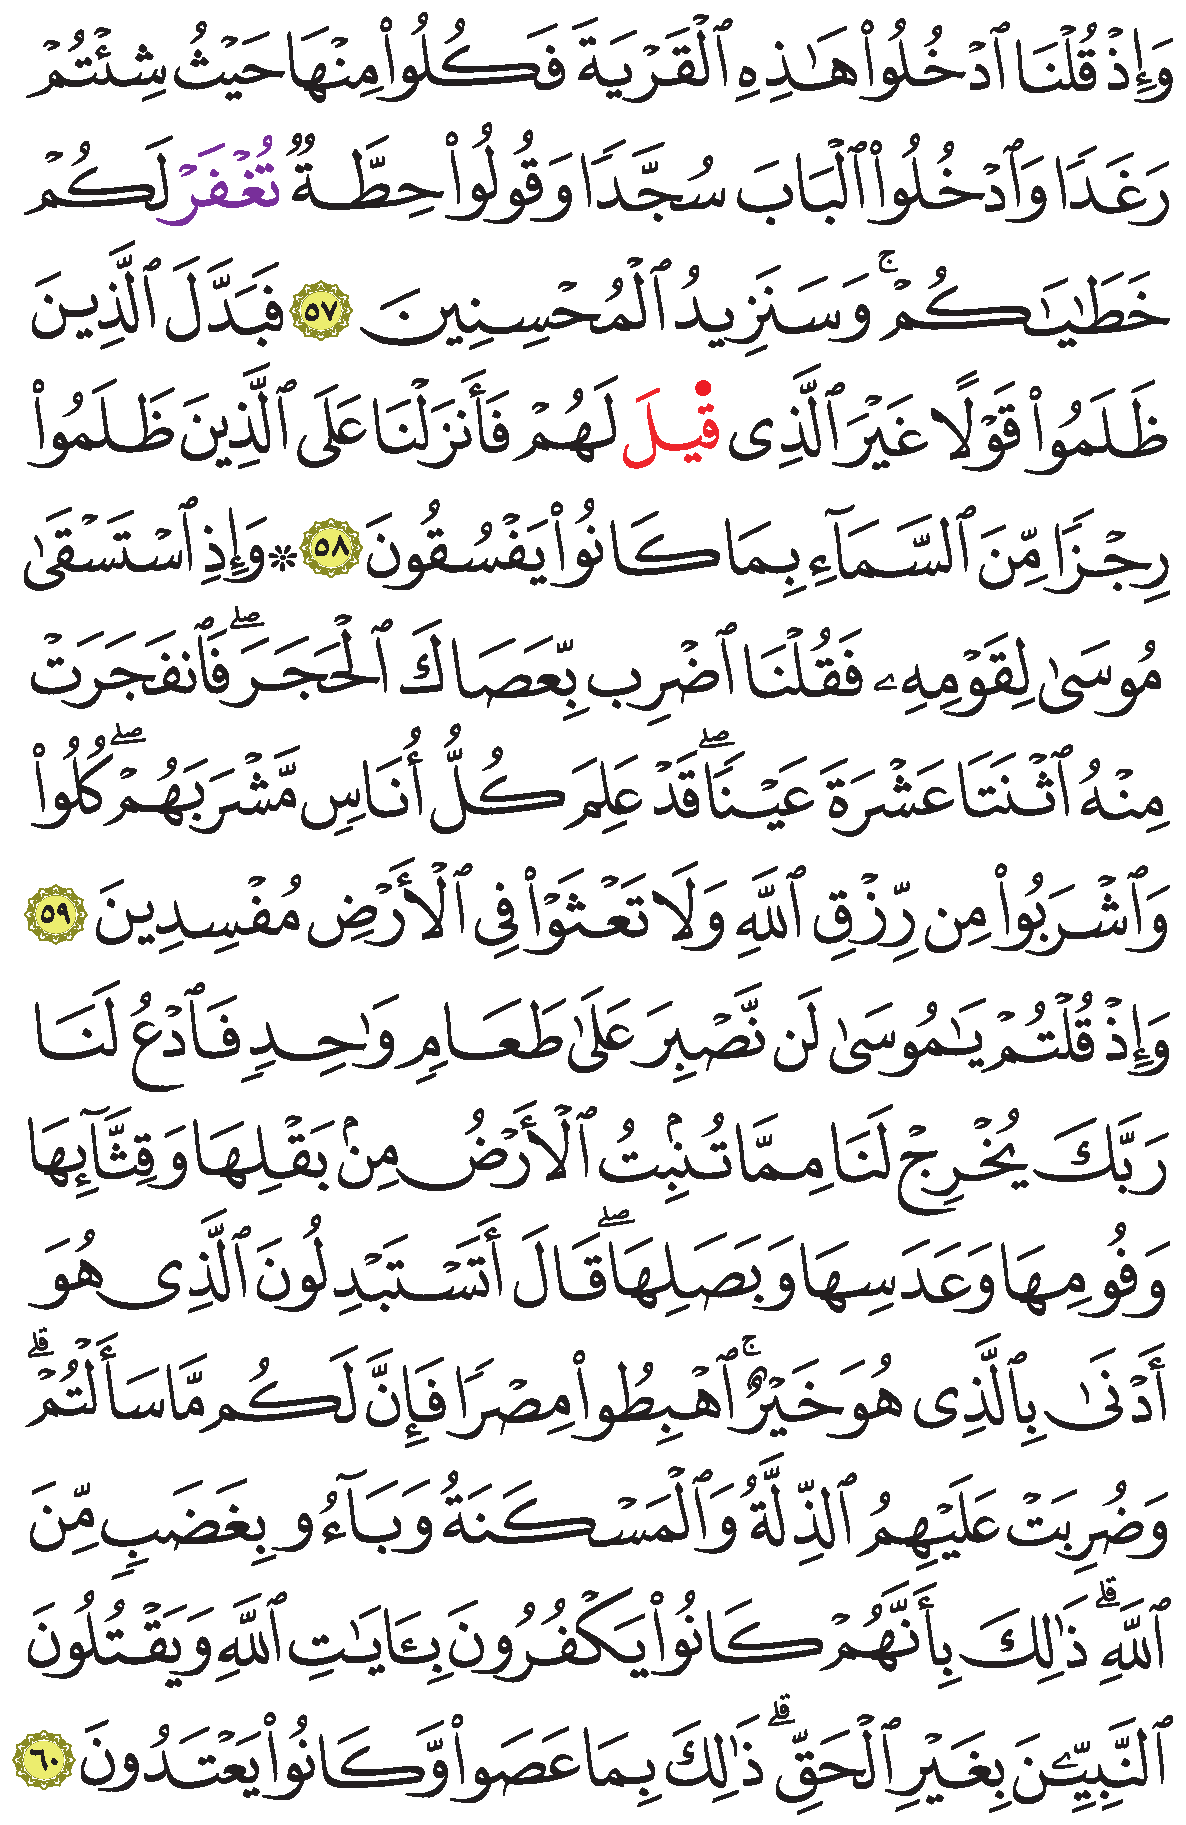 وَإِذْ قُلْنَا ٱدْخُلُوا۟ هَـٰذِهِ ٱلْقَرْيَةَ فَكُلُوا۟ مِنْهَا حَيْثُ شِئْتُمْ
رَغَدًا وَٱدْخُلُوا۟ ٱلْبَابَ سُجَّدًا وَقُولُوا۟ حِطَّةٌ تُغْفَرْ لَكُمْ
خَطَـٰيَـٰكُمْ ۚ وَسَنَزِيدُ ٱلْمُحْسِنِينَ ٥٧ فَبَدَّلَ ٱلَّذِينَ
ظَلَمُوا۟ قَوْلًا غَيْرَ ٱلَّذِى قِيلَ لَهُمْ فَأَنزَلْنَا عَلَى ٱلَّذِينَ ظَلَمُوا۟
رِجْزًا مِّنَ ٱلسَّمَآءِ بِمَا كَانُوا۟ يَفْسُقُونَ ٥٨ ۞ وَإِذِ ٱسْتَسْقَىٰ
مُوسَىٰ لِقَوْمِهِۦ فَقُلْنَا ٱضْرِب بِّعَصَاكَ ٱلْحَجَرَ ۖ فَٱنفَجَرَتْ
مِنْهُ ٱثْنَتَا عَشْرَةَ عَيْنًا ۖ قَدْ عَلِمَ كُلُّ أُنَاسٍ مَّشْرَبَهُمْ ۖ كُلُوا۟
وَٱشْرَبُوا۟ مِن رِّزْقِ ٱللَّهِ وَلَا تَعْثَوْا۟ فِى ٱلْأَرْضِ مُفْسِدِينَ ٥٩
وَإِذْ قُلْتُمْ يَـٰمُوسَىٰ لَن نَّصْبِرَ عَلَىٰ طَعَامٍ وَٰحِدٍ فَٱدْعُ لَنَا
رَبَّكَ يُخْرِجْ لَنَا مِمَّا تُنۢبِتُ ٱلْأَرْضُ مِنۢ بَقْلِهَا وَقِثَّآئِهَا
وَفُومِهَا وَعَدَسِهَا وَبَصَلِهَا ۖ قَالَ أَتَسْتَبْدِلُونَ ٱلَّذِى هُوَ
أَدْنَىٰ بِٱلَّذِى هُوَ خَيْرٌ ۚ ٱهْبِطُوا۟ مِصْرًا فَإِنَّ لَكُم مَّا سَأَلْتُمْ ۗ
وَضُرِبَتْ عَلَيْهِمُ ٱلذِّلَّةُ وَٱلْمَسْكَنَةُ وَبَآءُو بِغَضَبٍ مِّنَ
ٱللَّهِ ۗ ذَٰلِكَ بِأَنَّهُمْ كَانُوا۟ يَكْفُرُونَ بِـَٔايَـٰتِ ٱللَّهِ وَيَقْتُلُونَ
ٱلنَّبِيِّـۧنَ بِغَيْرِ ٱلْحَقِّ ۗ ذَٰلِكَ بِمَا عَصَوا۟ وَّكَانُوا۟ يَعْتَدُونَ ٦٠